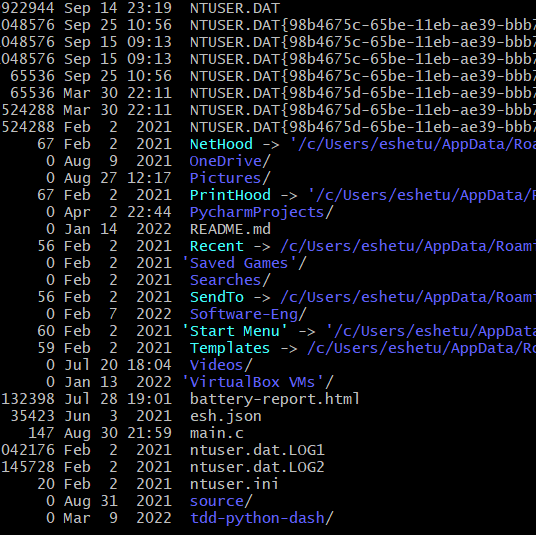 922944 Sep 14 23:19  NTUSER.DAT
048576 Sep 25 10:56  NTUSER.DAT{98b4675c-65be-11eb-ae39-bbb7
048576 Sep 15 09:13  NTUSER.DAT{98b4675c-65be-11eb-ae39-bbb7
048576 Sep 15 09:13  NTUSER.DAT{98b4675c-65be-11eb-ae39-bbb7
65536 Sep 25 10:56  NTUSER.DAT{98b4675c-65be-11eb-ae39-bbb7
65536 Mar 30 22:11  NTUSER.DAT{98b4675d-65be-11eb-ae39-bbb7
524288 Mar 30 22:11  NTUSER.DAT{98b4675d-65be-11eb-ae39-bbb7
524288 Feb  2  2021  NTUSER.DAT{98b4675d-65be-11eb-ae39-bbb7
67 Feb  2  2021  NetHood -> '/c/Users/eshetu/AppData/Roa
0 Aug  9  2021  OneDrive/
0 Aug 27 12:17  Pictures/
67 Feb  2  2021  PrintHood -> '/c/Users/eshetu/AppData/R
0 Apr  2 22:44  PycharmProjects/
0 Jan 14  2022  README.md
56 Feb  2  2021  Recent -> /c/Users/eshetu/AppData/Roam
0 Feb  2  2021 'Saved Games'/
0 Feb  2  2021  Searches/
56 Feb  2  2021  SendTo -> /c/Users/eshetu/AppData/Roam
0 Feb  7  2022  Software-Eng/
60 Feb  2  2021 'Start Menu' -> '/c/Users/eshetu/AppData/
59 Feb  2  2021  Templates -> /c/Users/eshetu/AppData/Ro
0 Jul 20 18:04  Videos/
0 Jan 13  2022 'VirtualBox VMs'/
132398 Jul 28 19:01  battery-report.html
35423 Jun  3  2021  esh.json
147 Aug 30 21:59  main.c
042176 Feb  2  2021  ntuser.dat.LOG1
145728 Feb  2  2021  ntuser.dat.LOG2
20 Feb  2  2021  ntuser.ini
0 Aug 31  2021  source/
0 Mar  9  2022  tdd-python-dash/